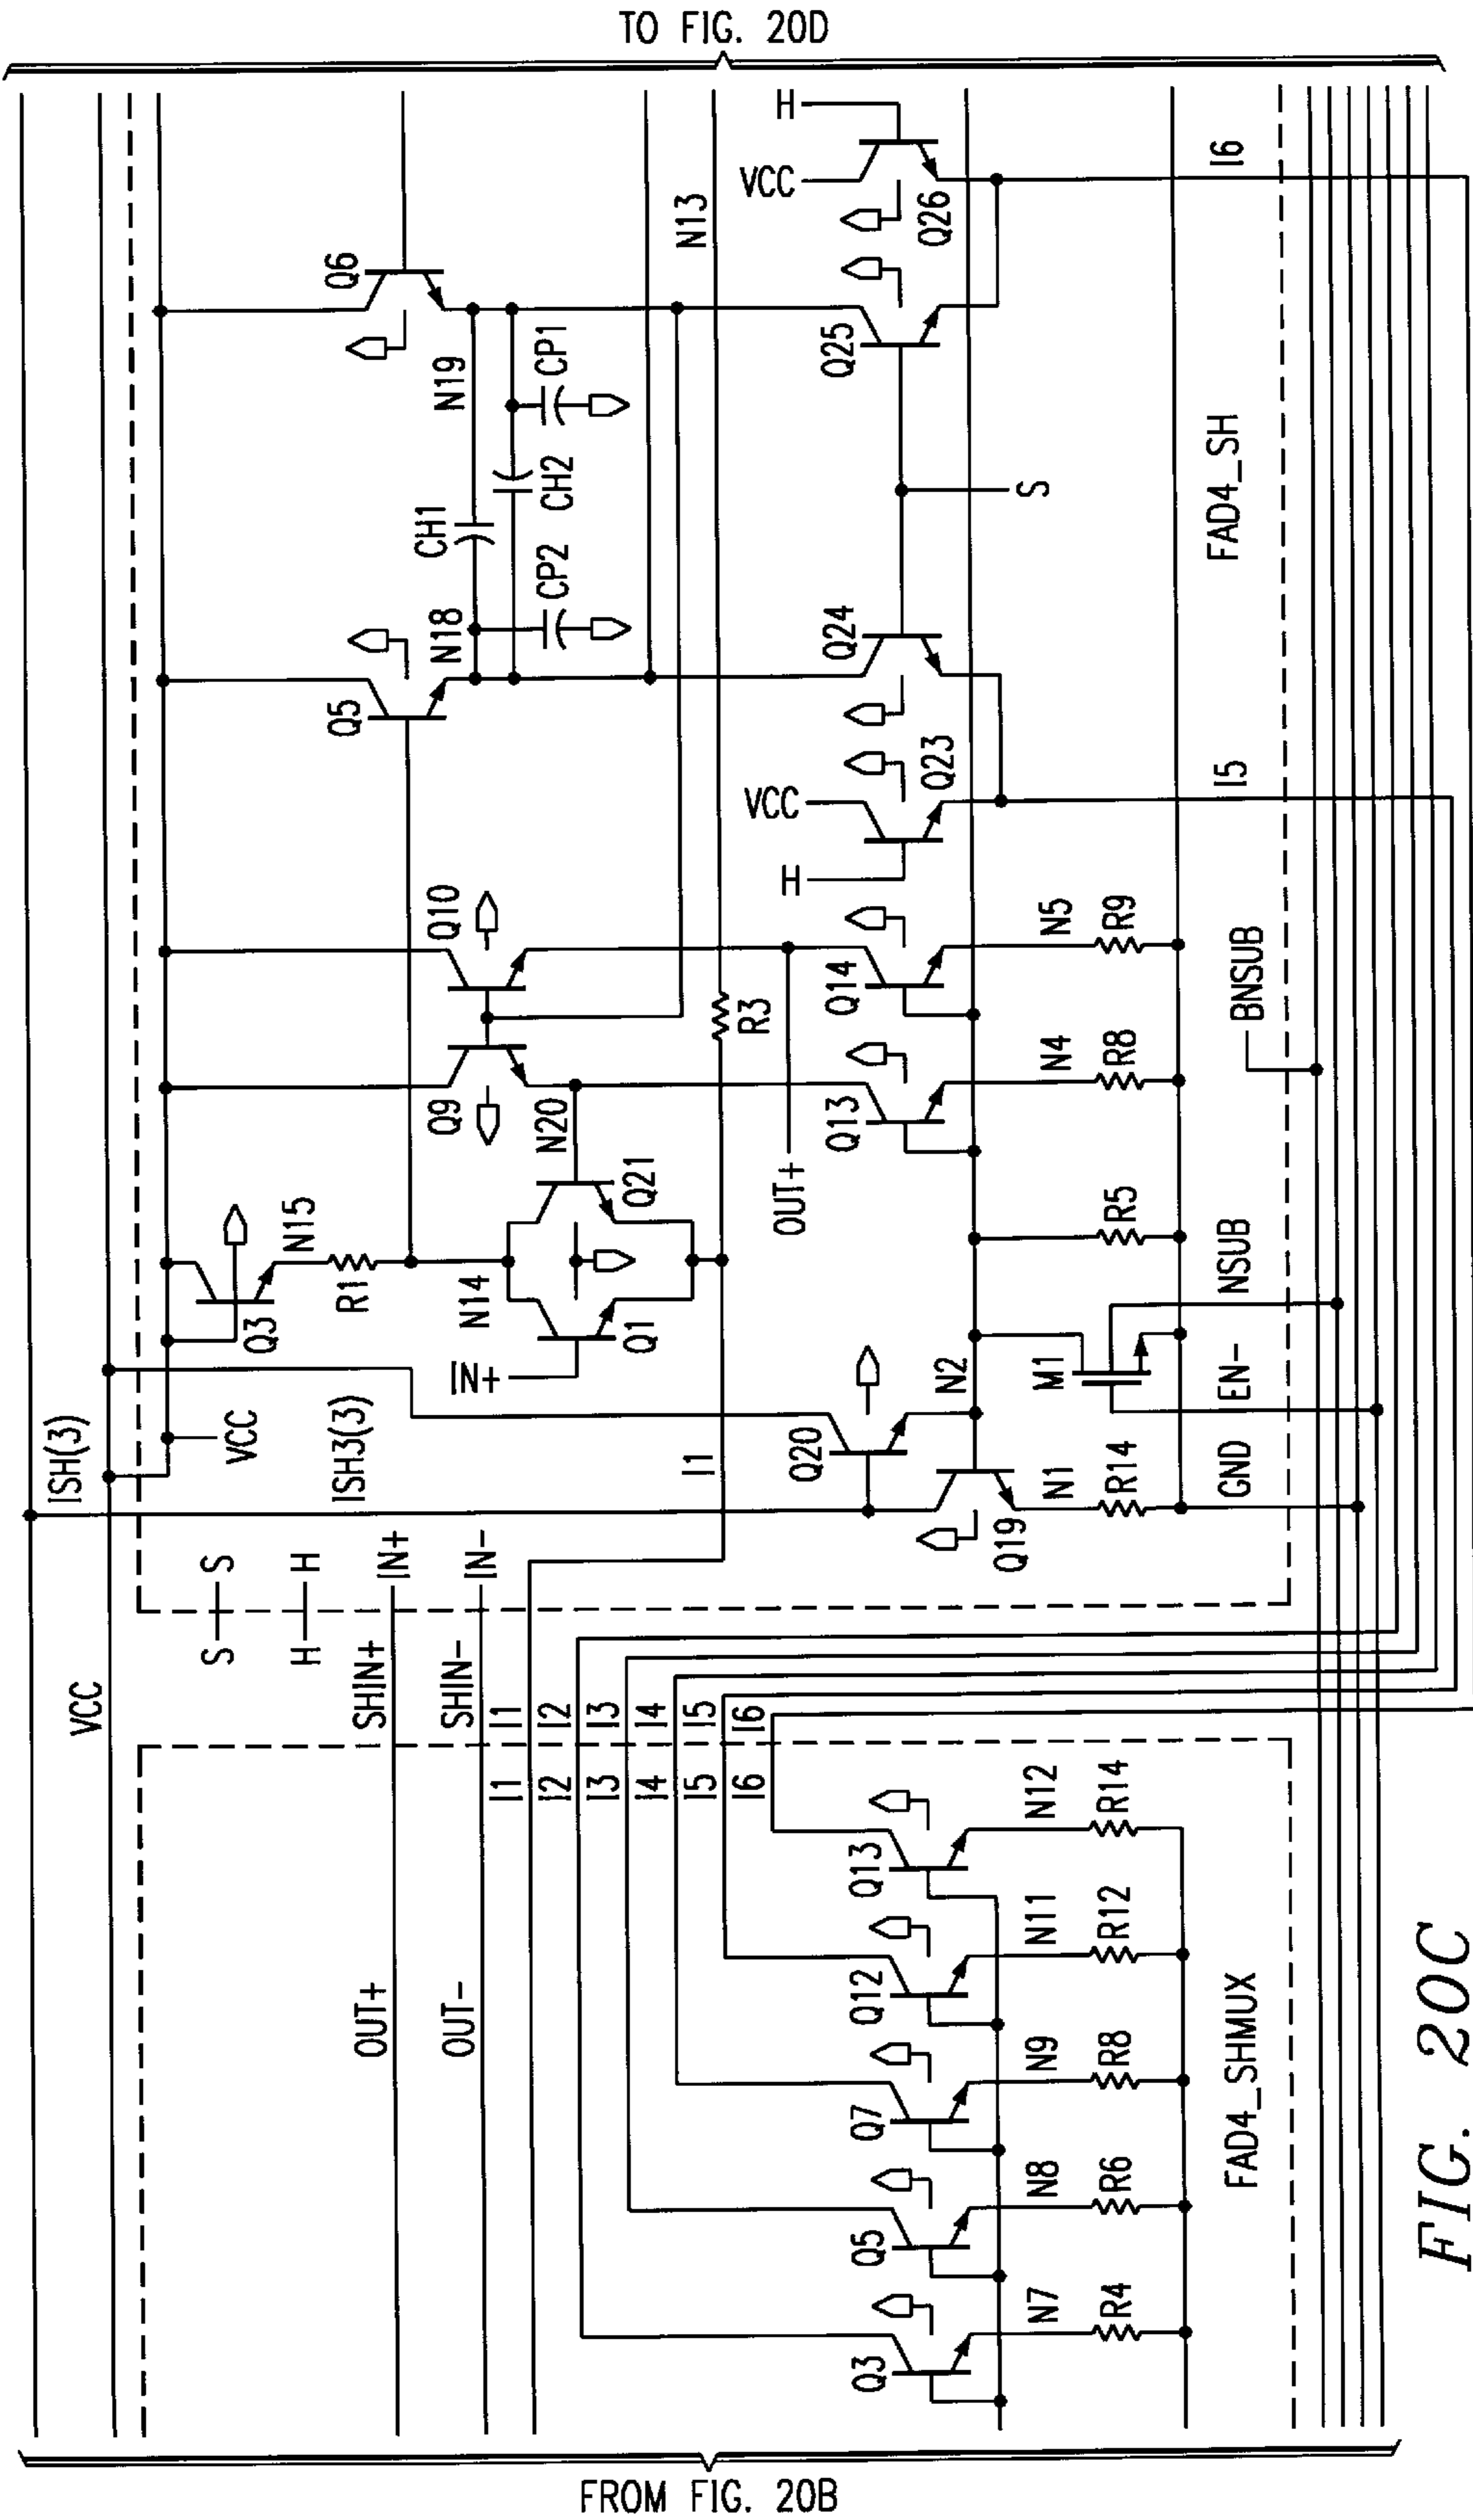 FROM FIG. 20B
TO FIG. 20D
ISH(3)
VCC
S
S
H
H
VCC
ISH3(3)
OUT+
SHIN+
IN+
OUT-
SHIN-
IN-
I1
I1
I2
I2
I3
I3
I4
I4
I5
I5
I6
I6
Q3
Q5
Q7
Q12
Q13
N7
N8
N9
N11
N12
R4
R6
R8
R12
R14
FAD4_SHMUX
Q3
N15
R1
N14
IN+
Q1
Q21
N20
Q9
Q10
Q5
N18
Q6
N19
CH1
CH2
CP2
CP1
I1
R3
N13
OUT+
Q20
Q19
N2
N1
R14
GND
M1
EN-
NSUB
R5
Q13
N4
R8
Q14
N5
R9
BNSUB
H
VCC
Q23
Q24
I5
S
Q25
Q26
VCC
H
I6
FAD4_SH
FIG. 20C